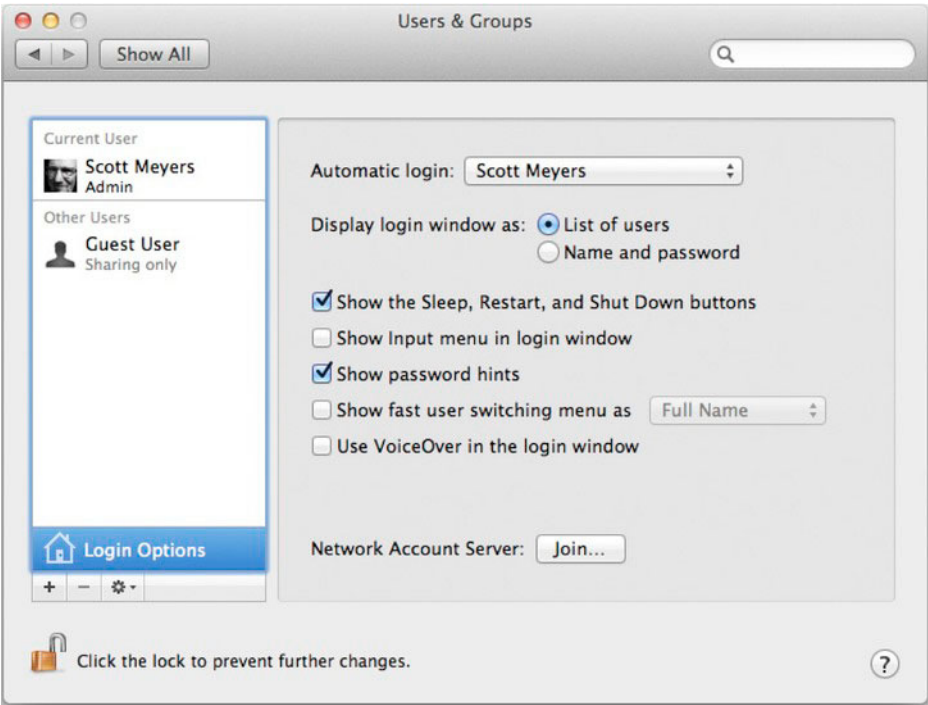 Users & Groups
Show All
Current User
Scott Meyers
Admin
Other Users
Guest User
Sharing only
Login Options
Automatic login: Scott Meyers
Display login window as: List of users
Name and password
Show the Sleep, Restart, and Shut Down buttons
Show Input menu in login window
Show password hints
Show fast user switching menu as Full Name
Use VoiceOver in the login window
Network Account Server: Join...
Click the lock to prevent further changes.
?